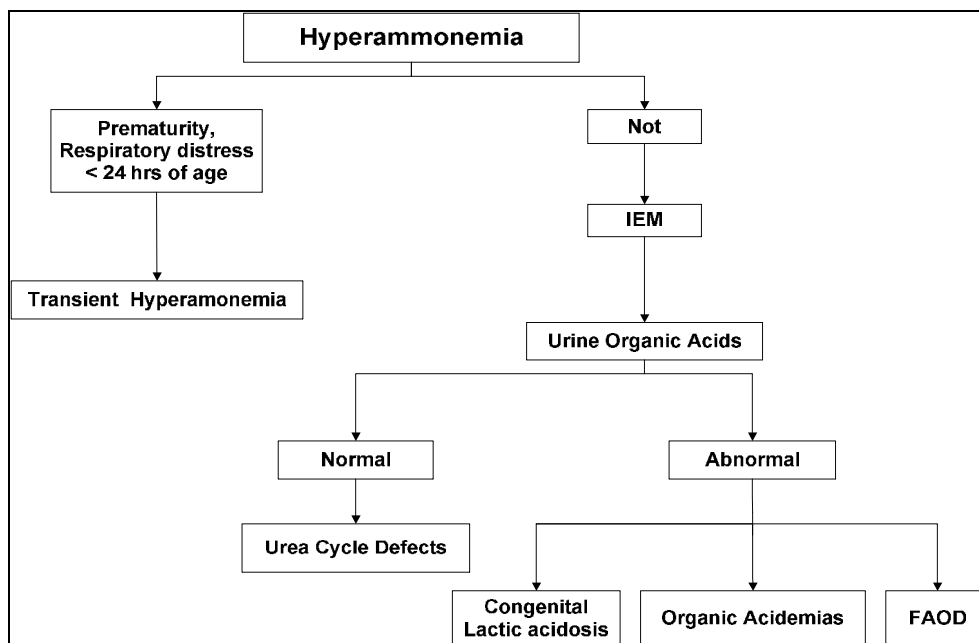 Hyperammonemia
Prematurity,
Respiratory distress
< 24 hrs of age
Not
IEM
Transient Hyperamonemia
Urine Organic Acids
Normal
Abnormal
Urea Cycle Defects
Congenital
Lactic acidosis
Organic Acidemias
FAOD